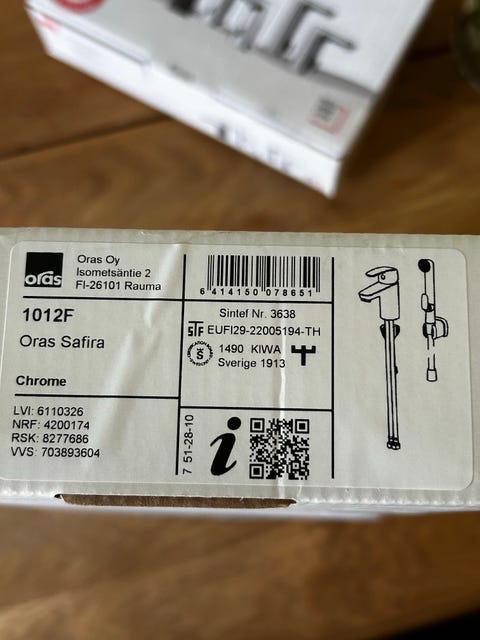 oras
Oras Oy
Isometsäntie 2
FI-26101 Rauma
6 414150 078651
1012F
Oras Safira
Chrome
LVI: 6110326
NRF: 4200174
RSK: 8277686
VVS: 703893604
Sintef Nr. 3638
STF EUFI29-22005194-TH
1490 KIWA
Sverige 1913
7 51-28-10
i